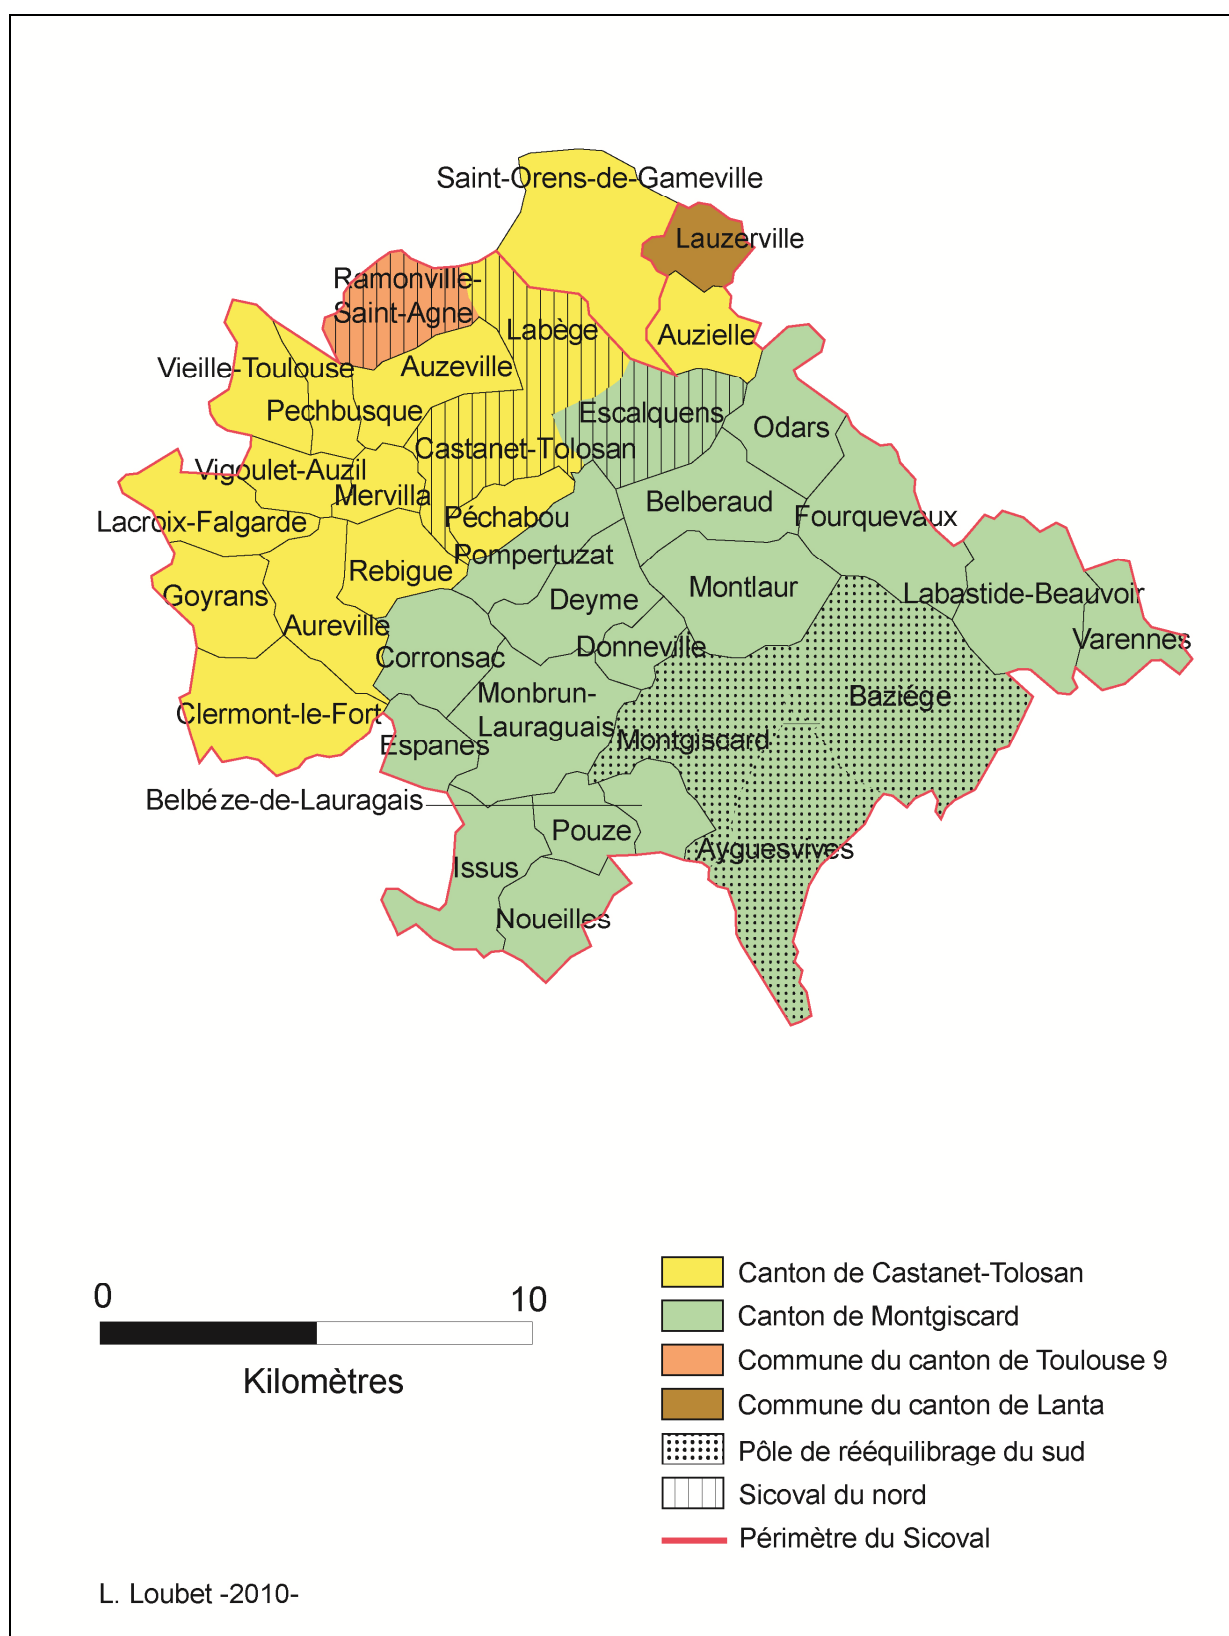 Saint-Orens-de-Gameville
Lauzerville
Ramonville-
Saint-Agne
Labège
Auzielle
Vieille-Toulouse
Auzeville
Pechbusque
Escalquens
Odars
Castanet-Tolosan
Vigoulet-Auzil
Mervilla
Belberaud
Lacroix-Falgarde
Péchabou
Fourquevaux
Pompertuzat
Rebigue
Montlaur
Goyrans
Deyme
Labastide-Beauvoir
Aureville
Donneville
Varennes
Corronsac
Monbrun-
Lauraguais
Baziége
Clermont-le-Fort
Espanes
Montgiscard
Belbéze-de-Lauragais
Pouze
Ayguesvives
Issus
Noueilles
0 10
Kilomètres
Canton de Castanet-Tolosan
Canton de Montgiscard
Commune du canton de Toulouse 9
Commune du canton de Lanta
Pôle de rééquilibrage du sud
Sicoval du nord
Périmètre du Sicoval
L. Loubet -2010-